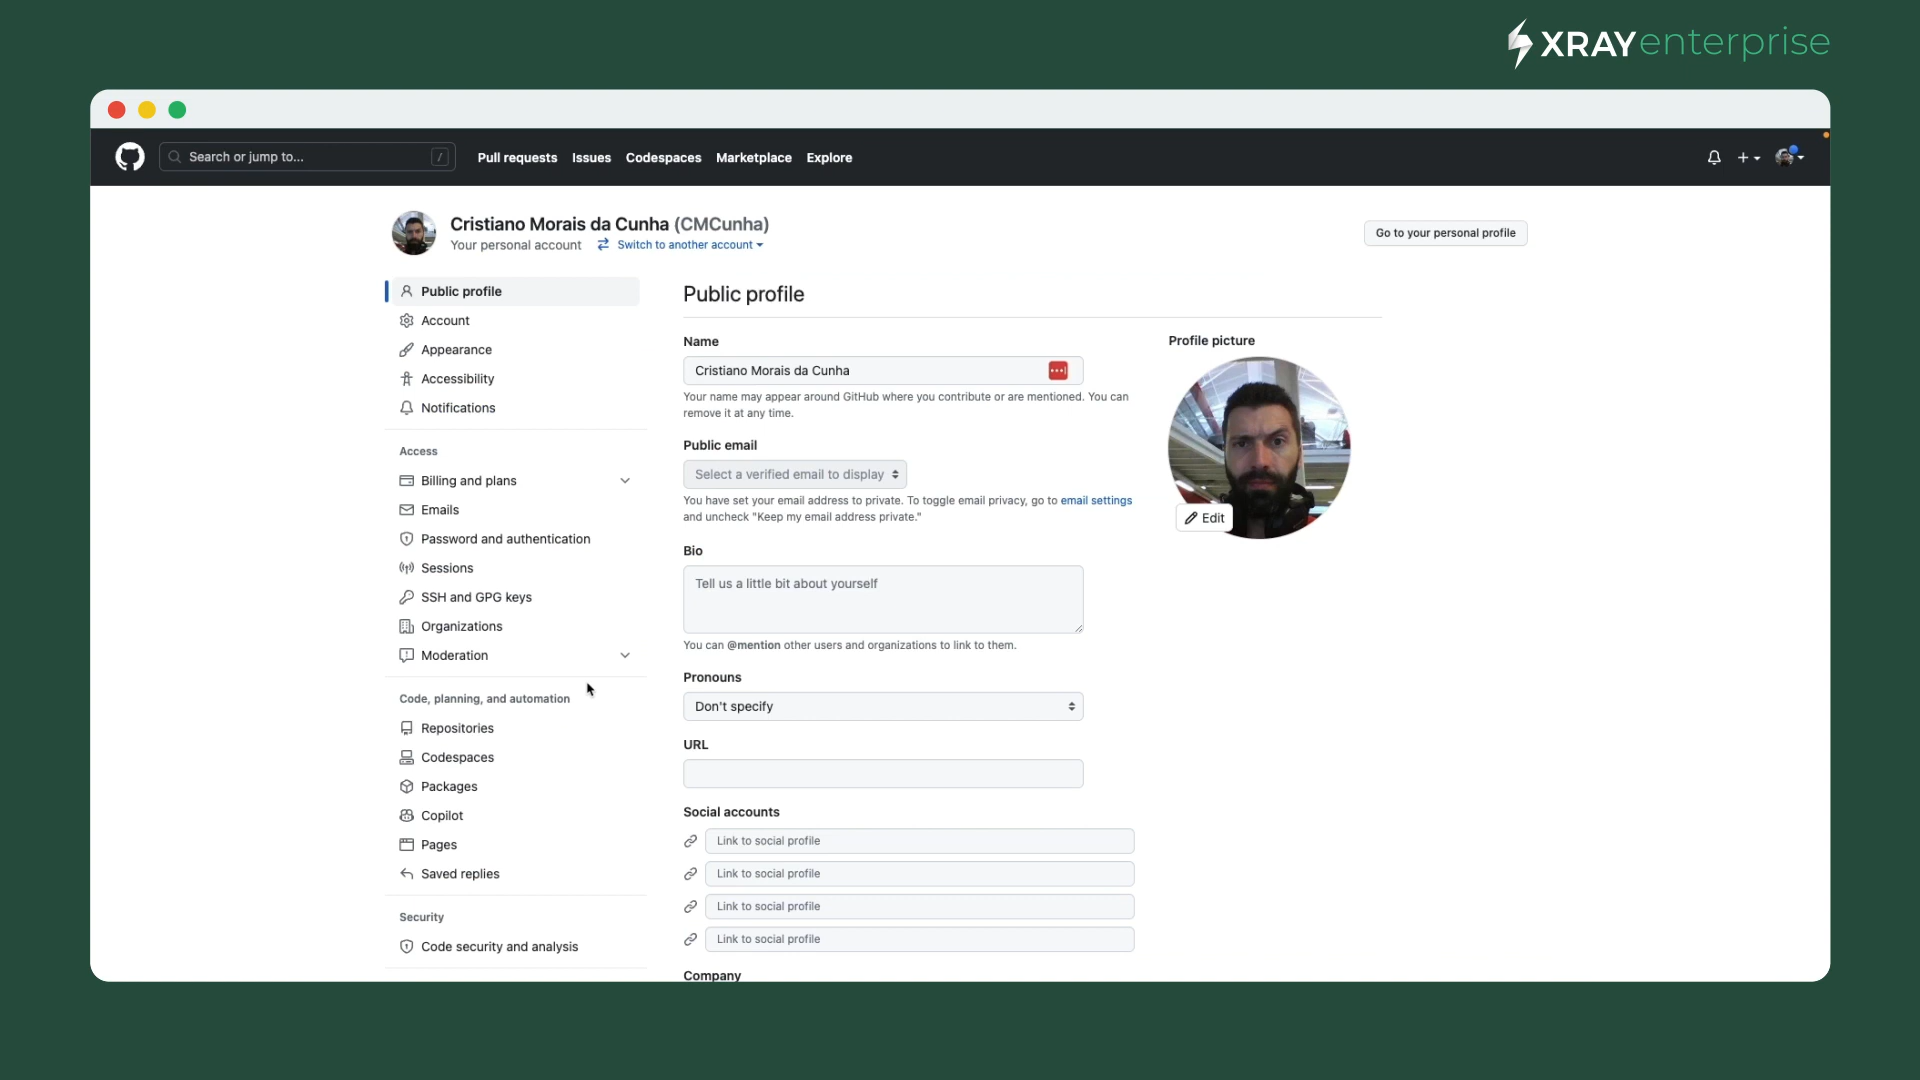 XRAY enterprise
Search or jump to... /
Pull requests Issues Codespaces Marketplace Explore
Cristiano Morais da Cunha (CMCunha)
Your personal account Switch to another account
Go to your personal profile
Public profile
Account
Appearance
Accessibility
Notifications
Access
Billing and plans
Emails
Password and authentication
Sessions
SSH and GPG keys
Organizations
Moderation
Code, planning, and automation
Repositories
Codespaces
Packages
Copilot
Pages
Saved replies
Security
Code security and analysis
Public profile
Name
Cristiano Morais da Cunha
Your name may appear around GitHub where you contribute or are mentioned. You can
remove it at any time.
Public email
Select a verified email to display
You have set your email address to private. To toggle email privacy, go to email settings
and uncheck "Keep my email address private."
Bio
Tell us a little bit about yourself
You can @mention other users and organizations to link to them.
Pronouns
Don't specify
URL
Social accounts
Link to social profile
Link to social profile
Link to social profile
Link to social profile
Company
Profile picture
Edit